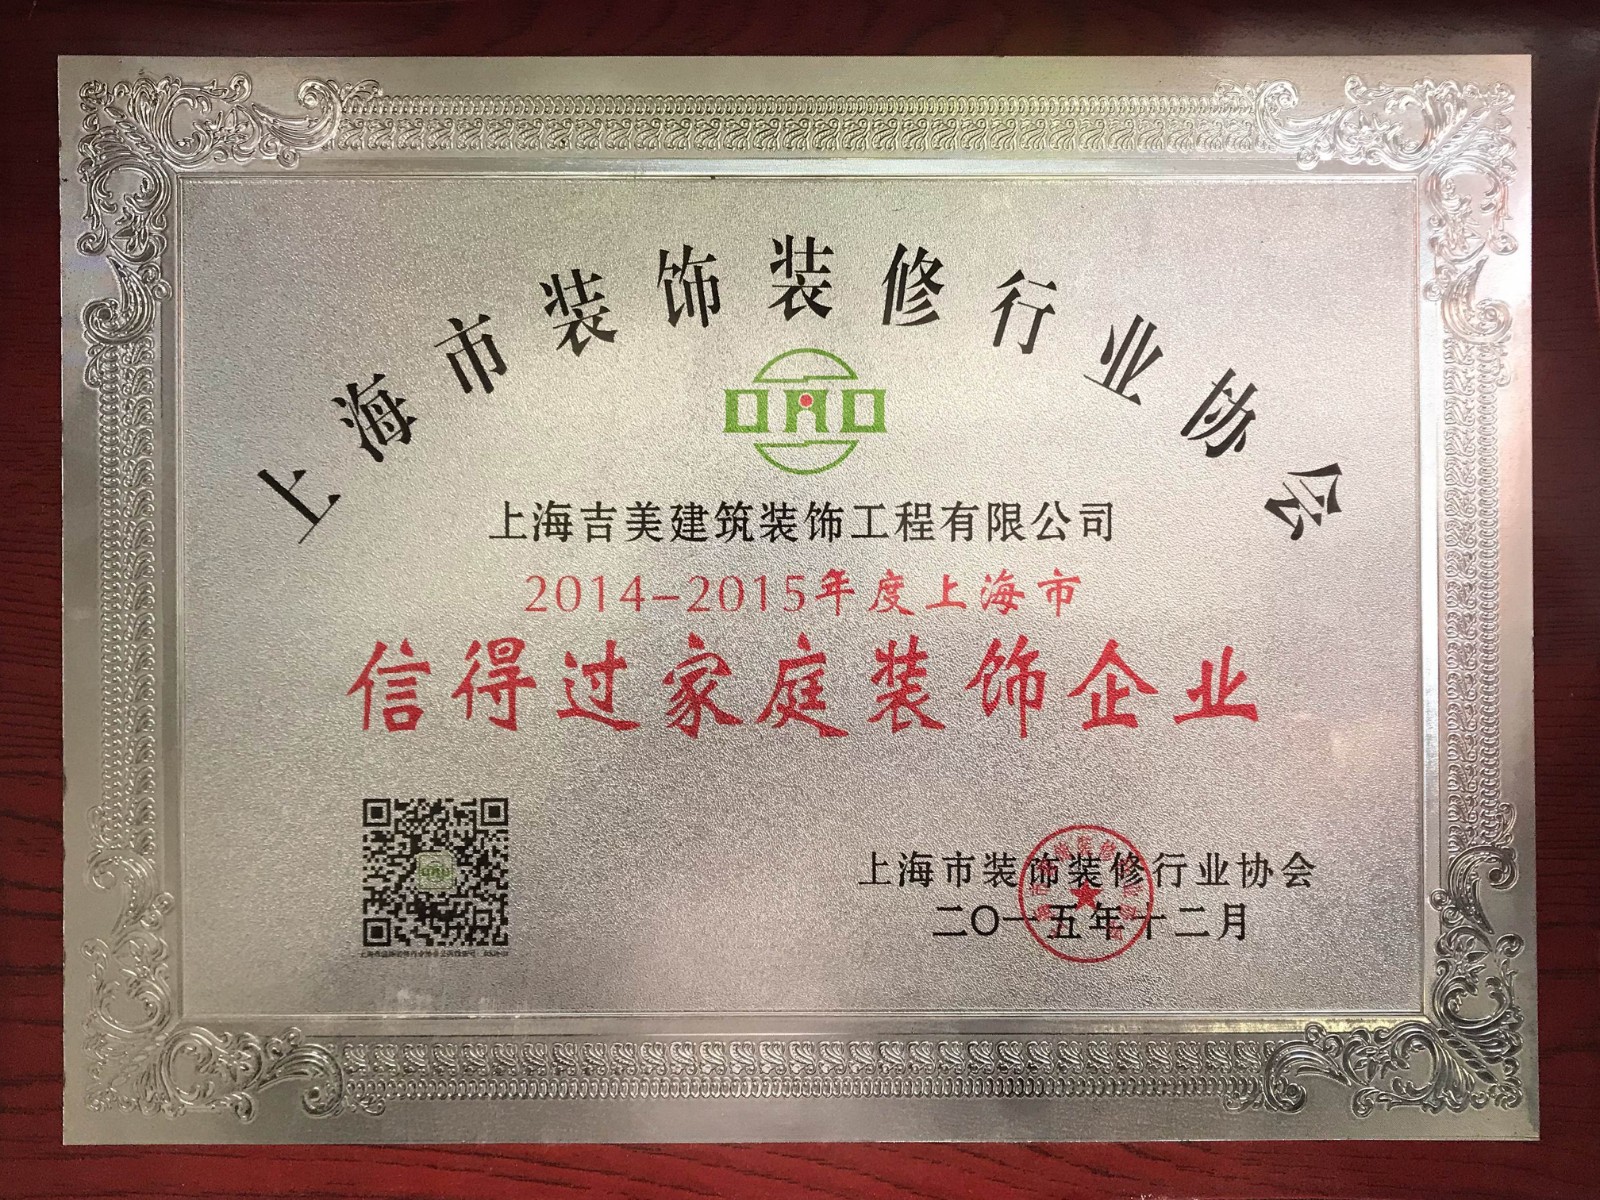 上海市装饰装修行业协会
上海吉美建筑装饰工程有限公司
2014-2015年度上海市
信得过家庭装饰企业
上海市装饰装修行业协会
二〇一五年十二月